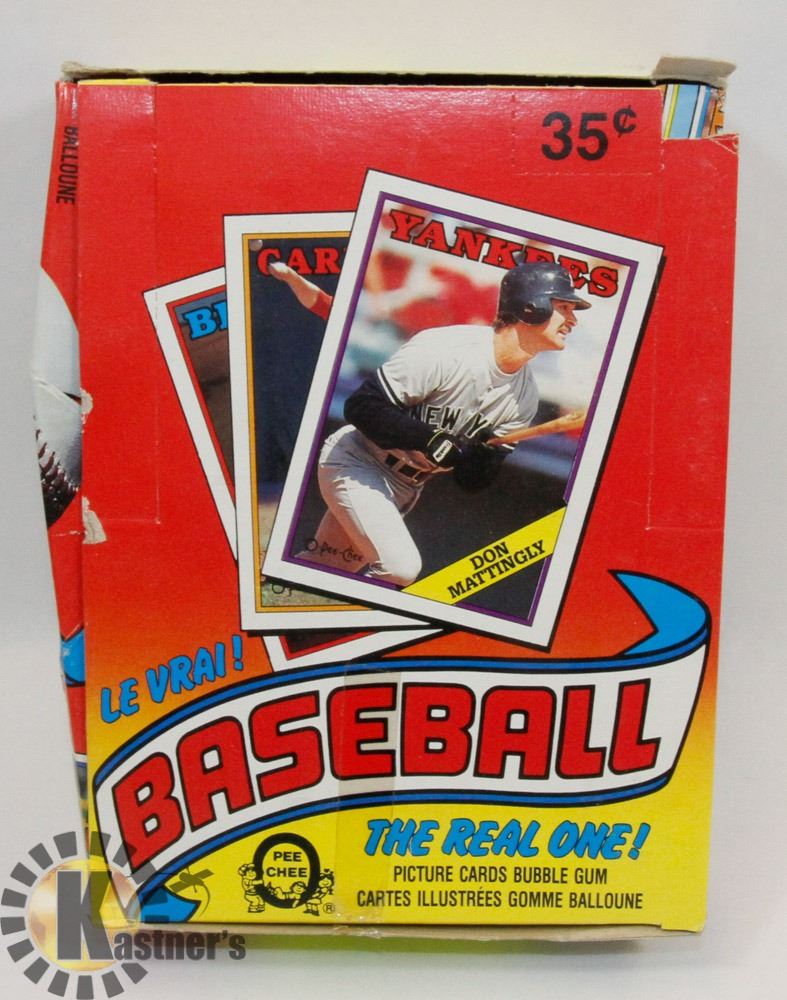 BALLOUNE
35¢
YANKEES
CAR
B
NEW Y
O-Pee-Chee
DON
MATTINGLY
LE VRAI!
BASEBALL
THE REAL ONE!
O PEE
CHEE
®
PICTURE CARDS BUBBLE GUM
CARTES ILLUSTRÉES GOMME BALLOUNE
Kastner's